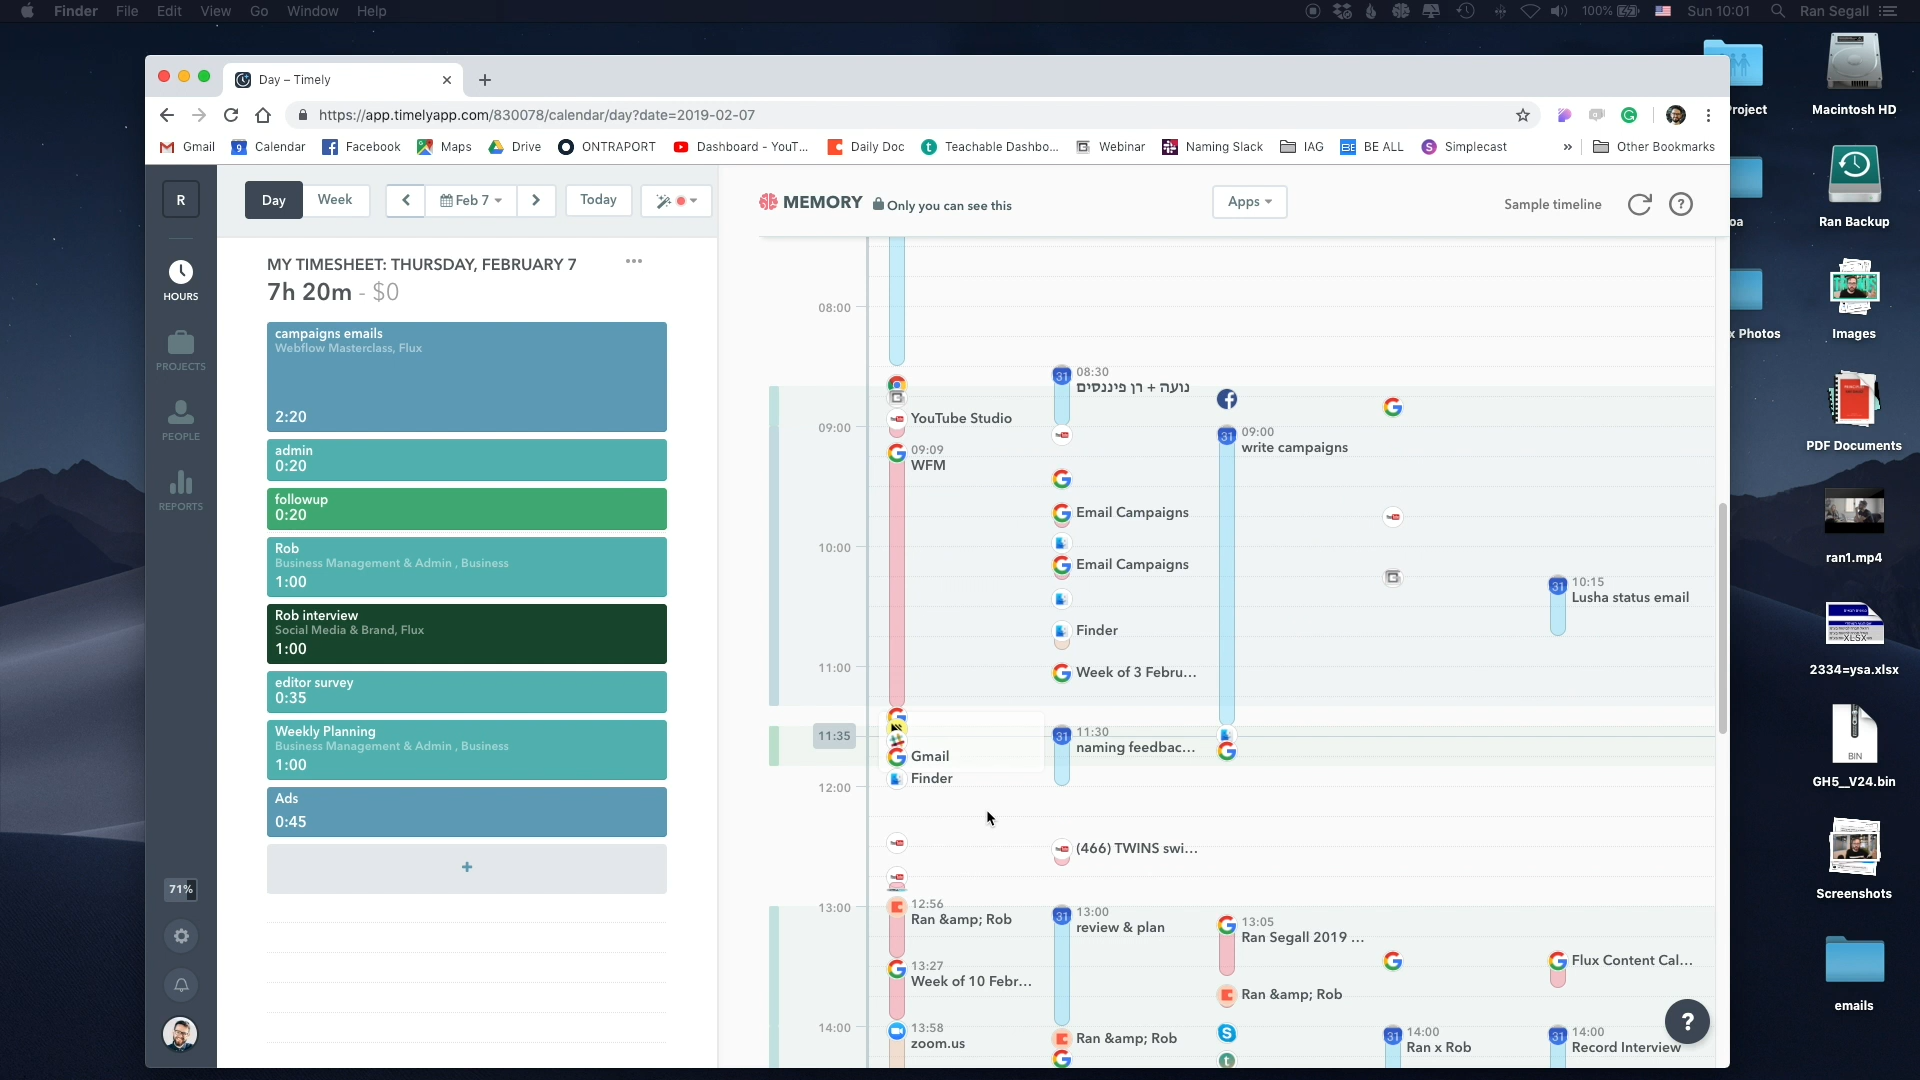 Finder File Edit View Go Window Help
100% Sun 10:01 Ran Segall
Day – Timely
https://app.timelyapp.com/830078/calendar/day?date=2019-02-07
Gmail Calendar Facebook Maps Drive ONTRAPORT Dashboard - YouT... Daily Doc Teachable Dashbo... Webinar Naming Slack IAG BE ALL Simplecast » Other Bookmarks
R
HOURS
PROJECTS
PEOPLE
REPORTS
71%
Day Week Feb 7 Today
MY TIMESHEET: THURSDAY, FEBRUARY 7
7h 20m - $0
campaigns emails
Webflow Masterclass, Flux
2:20
admin
0:20
followup
0:20
Rob
Business Management & Admin , Business
1:00
Rob interview
Social Media & Brand, Flux
1:00
editor survey
0:35
Weekly Planning
Business Management & Admin , Business
1:00
Ads
0:45
+
MEMORY Only you can see this Apps Sample timeline ?
08:00
08:30
נועה + רן פיננסים
YouTube Studio
09:00
09:00
write campaigns
09:09
WFM
Email Campaigns
10:00
Email Campaigns
10:15
Lusha status email
Finder
11:00
Week of 3 Febru...
11:35
11:30
naming feedbac...
Gmail
Finder
12:00
(466) TWINS swi...
13:00
12:56
Ran &amp; Rob
13:00
review & plan
13:05
Ran Segall 2019 ...
Flux Content Cal...
13:27
Week of 10 Febr...
Ran &amp; Rob
14:00
13:58
zoom.us
Ran &amp; Rob
14:00
Ran x Rob
14:00
Record Interview
?
roject
Macintosh HD
oa
Ran Backup
x Photos
Images
PDF Documents
ran1.mp4
XLSX
2334=ysa.xlsx
BIN
GH5__V24.bin
Screenshots
emails